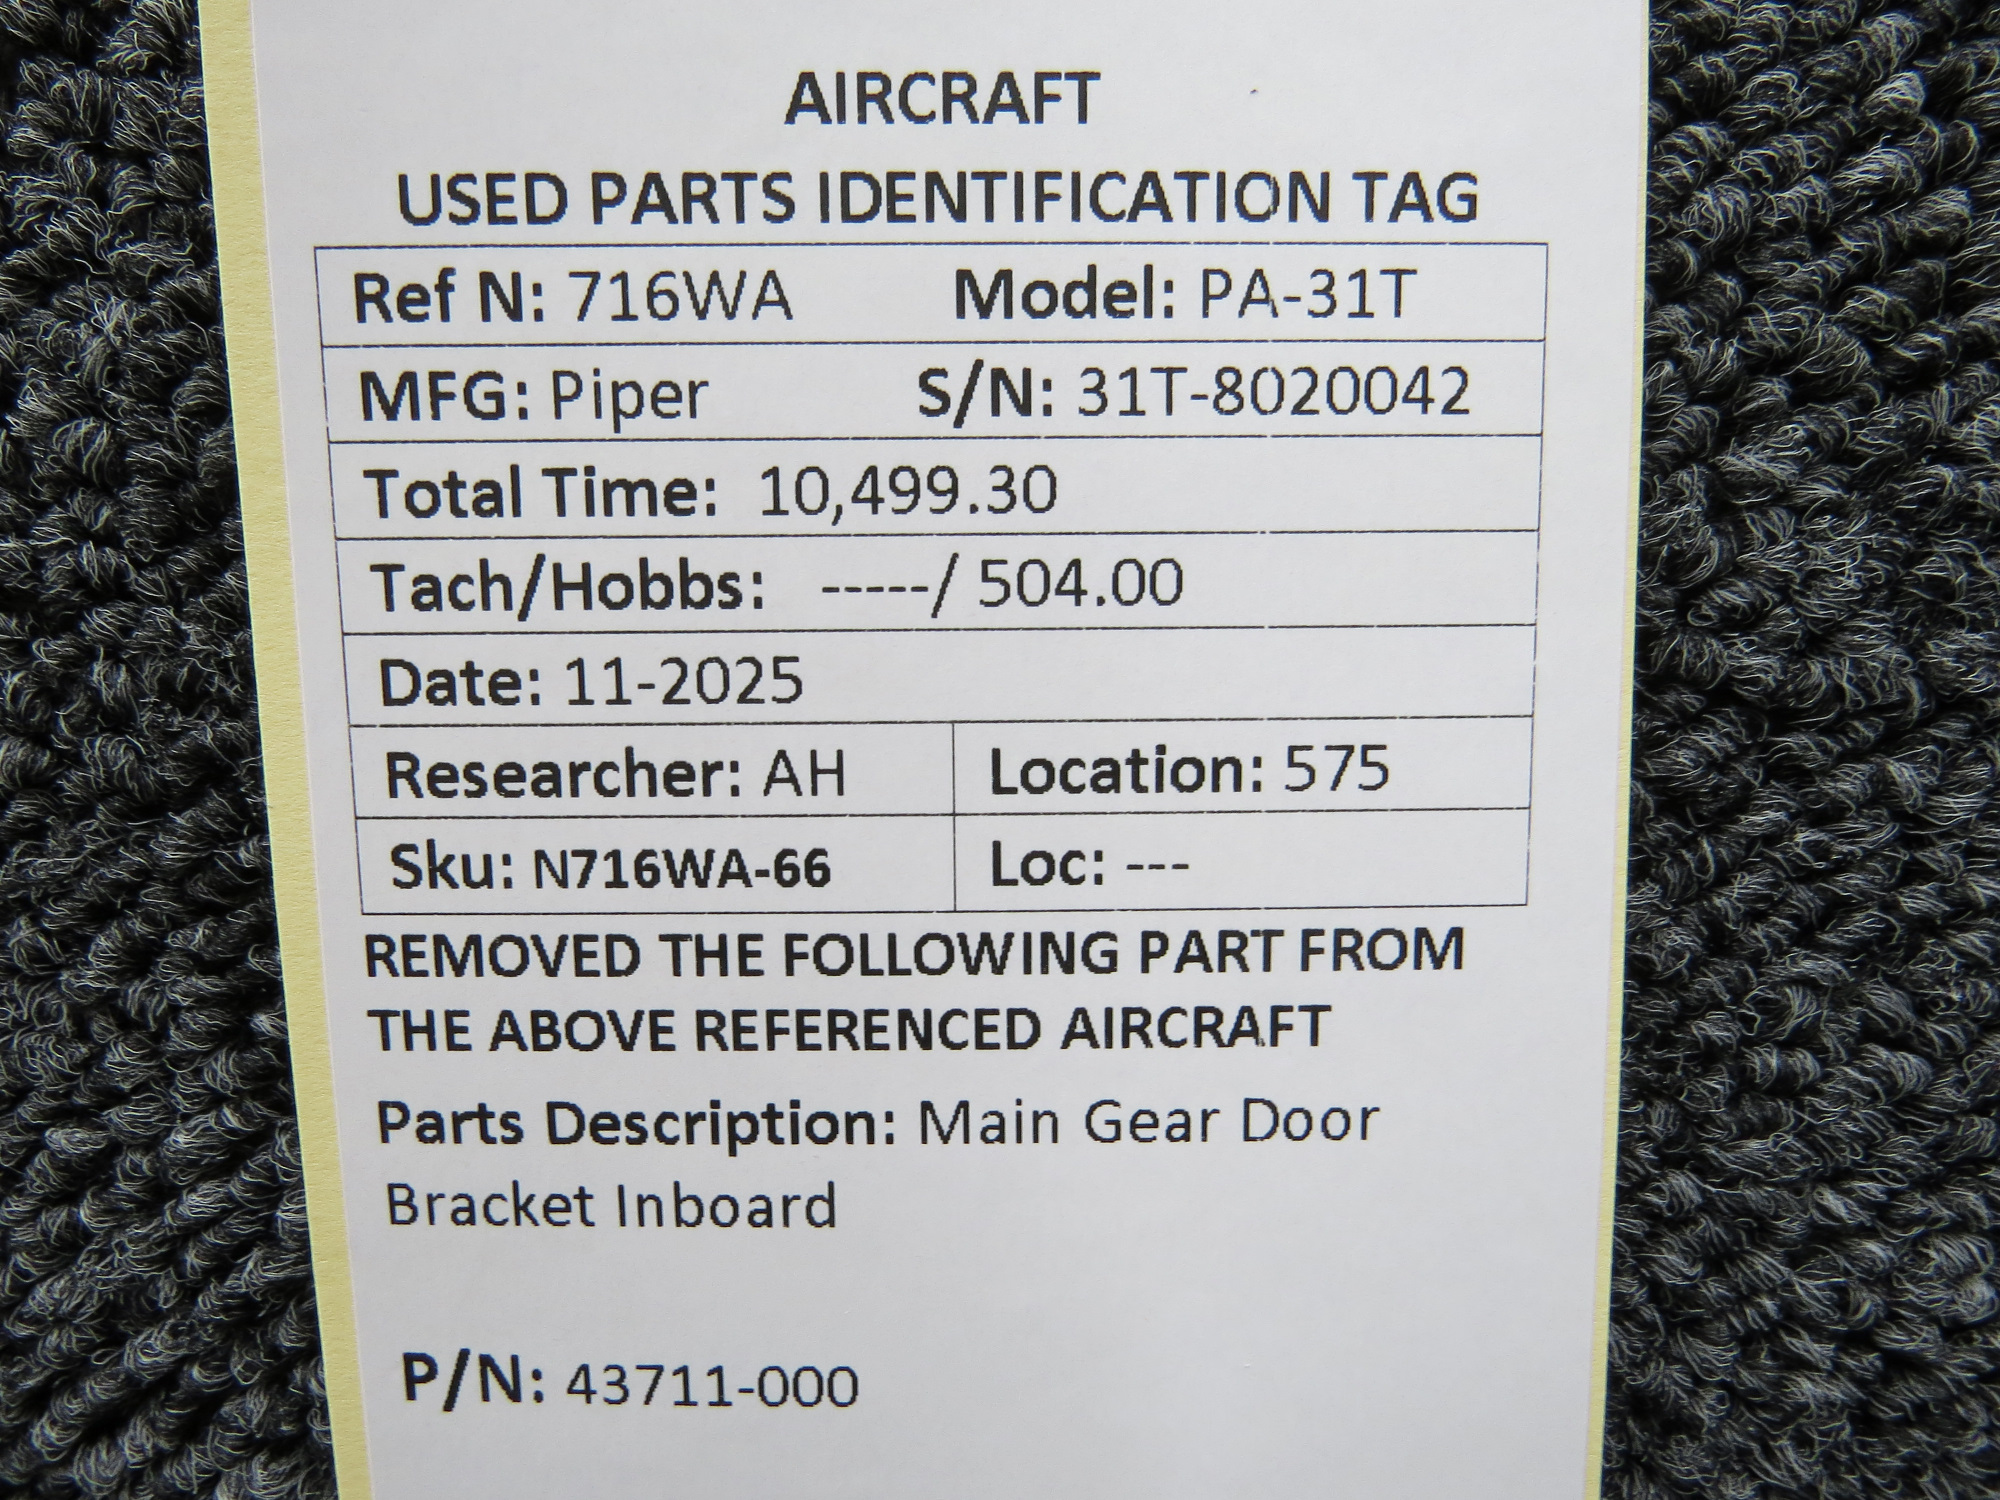 AIRCRAFT
USED PARTS IDENTIFICATION TAG
Ref N: 716WA Model: PA-31T
MFG: Piper S/N: 31T-8020042
Total Time: 10,499.30
Tach/Hobbs: -----/ 504.00
Date: 11-2025
Researcher: AH Location: 575
Sku: N716WA-66 Loc: ---
REMOVED THE FOLLOWING PART FROM
THE ABOVE REFERENCED AIRCRAFT
Parts Description: Main Gear Door
Bracket Inboard
P/N: 43711-000